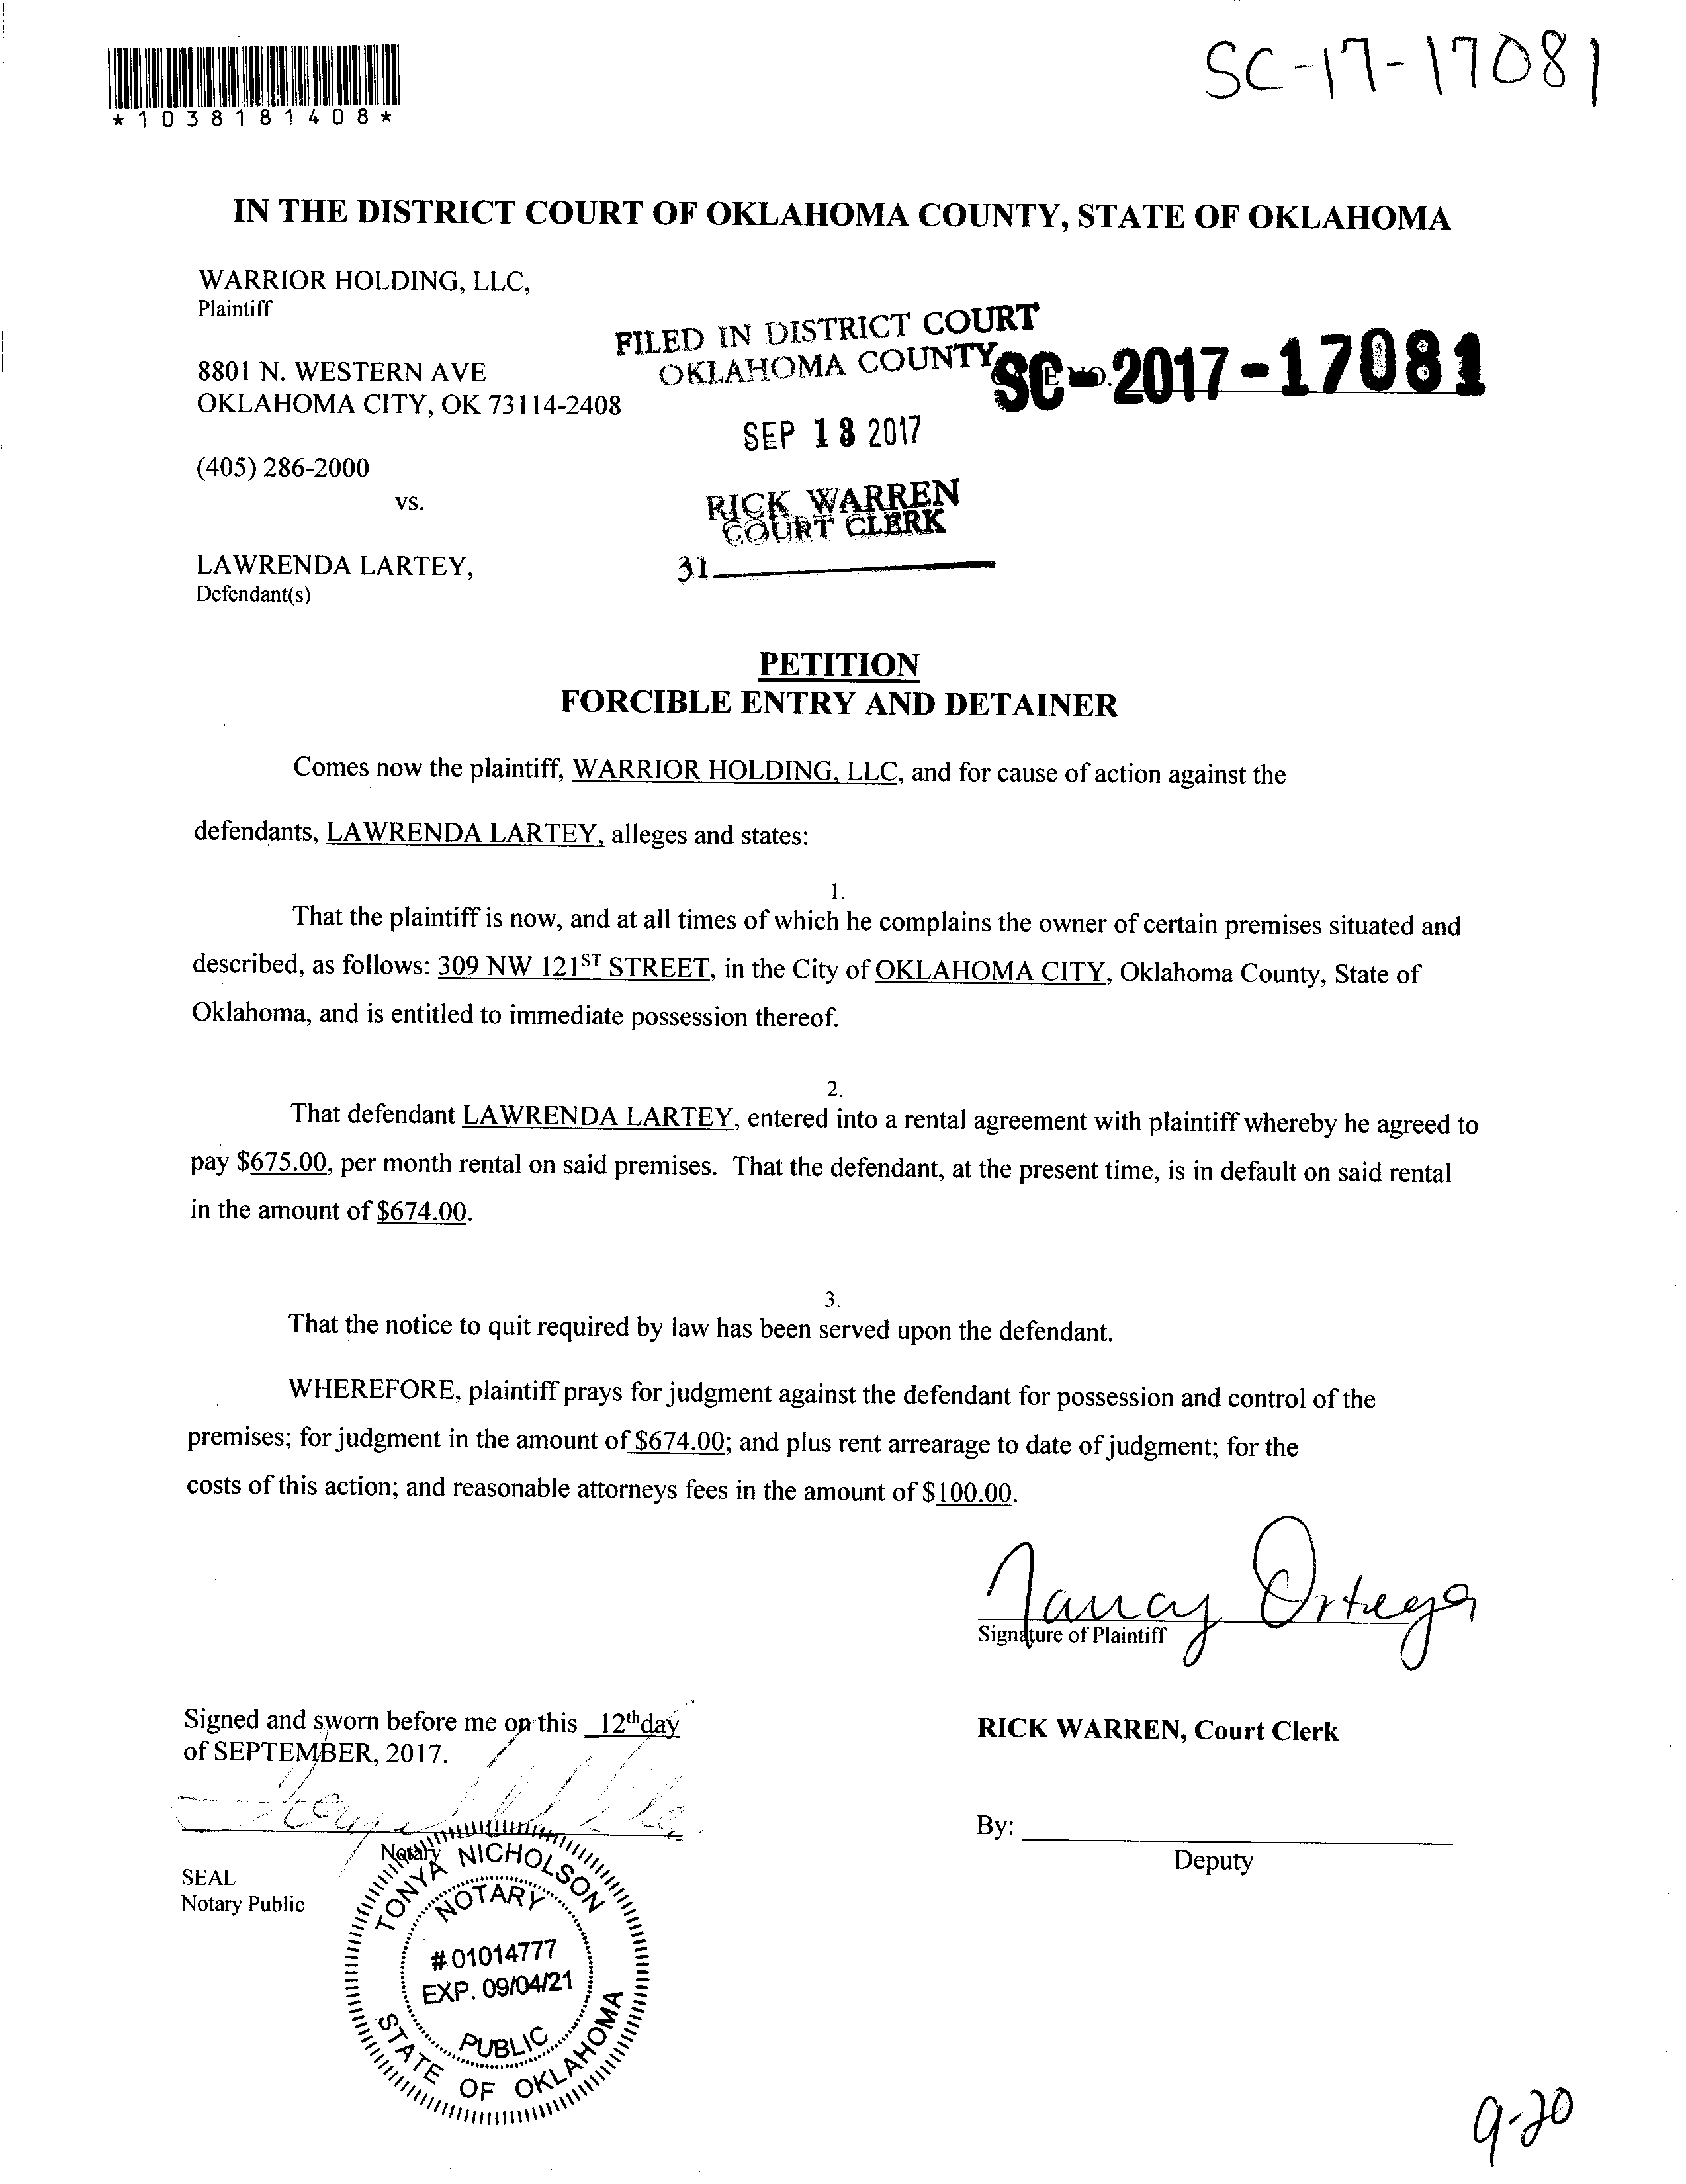 SC-17-17081
*1038181408*
IN THE DISTRICT COURT OF OKLAHOMA COUNTY, STATE OF OKLAHOMA
WARRIOR HOLDING, LLC,
Plaintiff
8801 N. WESTERN AVE
OKLAHOMA CITY, OK 73114-2408
(405) 286-2000
vs.
LAWRENDA LARTEY,
Defendant(s)
FILED IN DISTRICT COURT
OKLAHOMA COUNTY
SC-2017-17081
SEP 13 2017
RICK WARREN
COURT CLERK
31
PETITION
FORCIBLE ENTRY AND DETAINER
Comes now the plaintiff, WARRIOR HOLDING, LLC, and for cause of action against the
defendants, LAWRENDA LARTEY, alleges and states:
1.
That the plaintiff is now, and at all times of which he complains the owner of certain premises situated and
described, as follows: 309 NW 121ST STREET, in the City of OKLAHOMA CITY, Oklahoma County, State of
Oklahoma, and is entitled to immediate possession thereof.
2.
That defendant LAWRENDA LARTEY, entered into a rental agreement with plaintiff whereby he agreed to
pay $675.00, per month rental on said premises. That the defendant, at the present time, is in default on said rental
in the amount of $674.00.
3.
That the notice to quit required by law has been served upon the defendant.
WHEREFORE, plaintiff prays for judgment against the defendant for possession and control of the
premises; for judgment in the amount of $674.00; and plus rent arrearage to date of judgment; for the
costs of this action; and reasonable attorneys fees in the amount of $100.00.
Nancy Ortega
Signature of Plaintiff
Signed and sworn before me on this 12th day
of SEPTEMBER, 2017.
RICK WARREN, Court Clerk
By:
Deputy
Notary
SEAL
Notary Public
TONYA NICHOLSON
NOTARY
#01014777
EXP. 09/04/21
PUBLIC
STATE OF OKLAHOMA
9-20